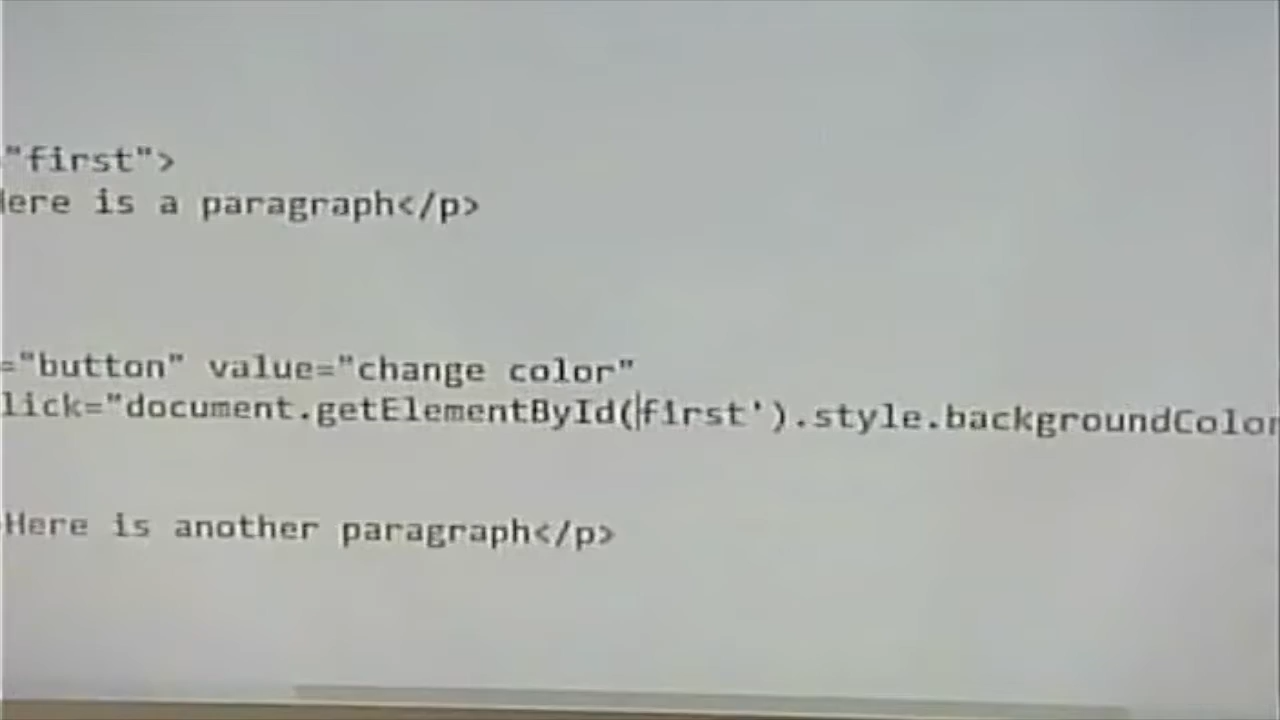 "first">
ere is a paragraph</p>
="button" value="change color"
lick="document.getElementById(first').style.backgroundColor
Here is another paragraph</p>